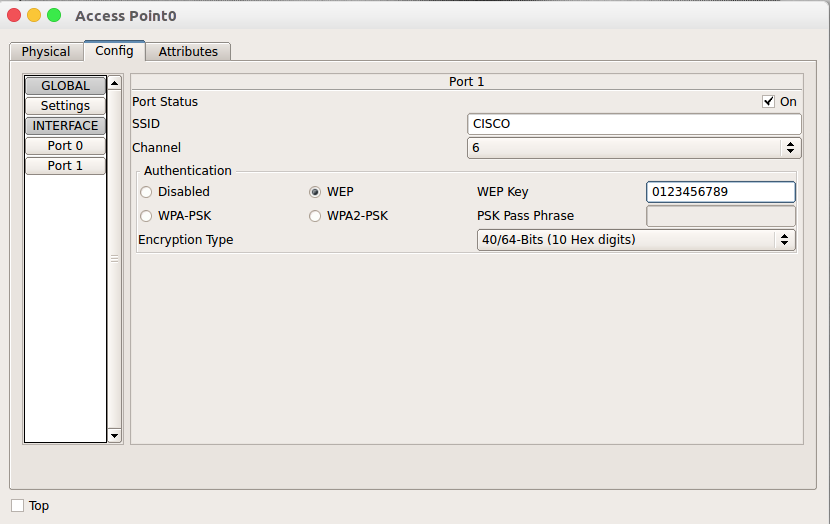 Access Point0
Physical Config Attributes
GLOBAL
Settings
INTERFACE
Port 0
Port 1
Port 1
Port Status On
SSID CISCO
Channel 6
Authentication
Disabled WEP WEP Key 0123456789
WPA-PSK WPA2-PSK PSK Pass Phrase
Encryption Type 40/64-Bits (10 Hex digits)
Top